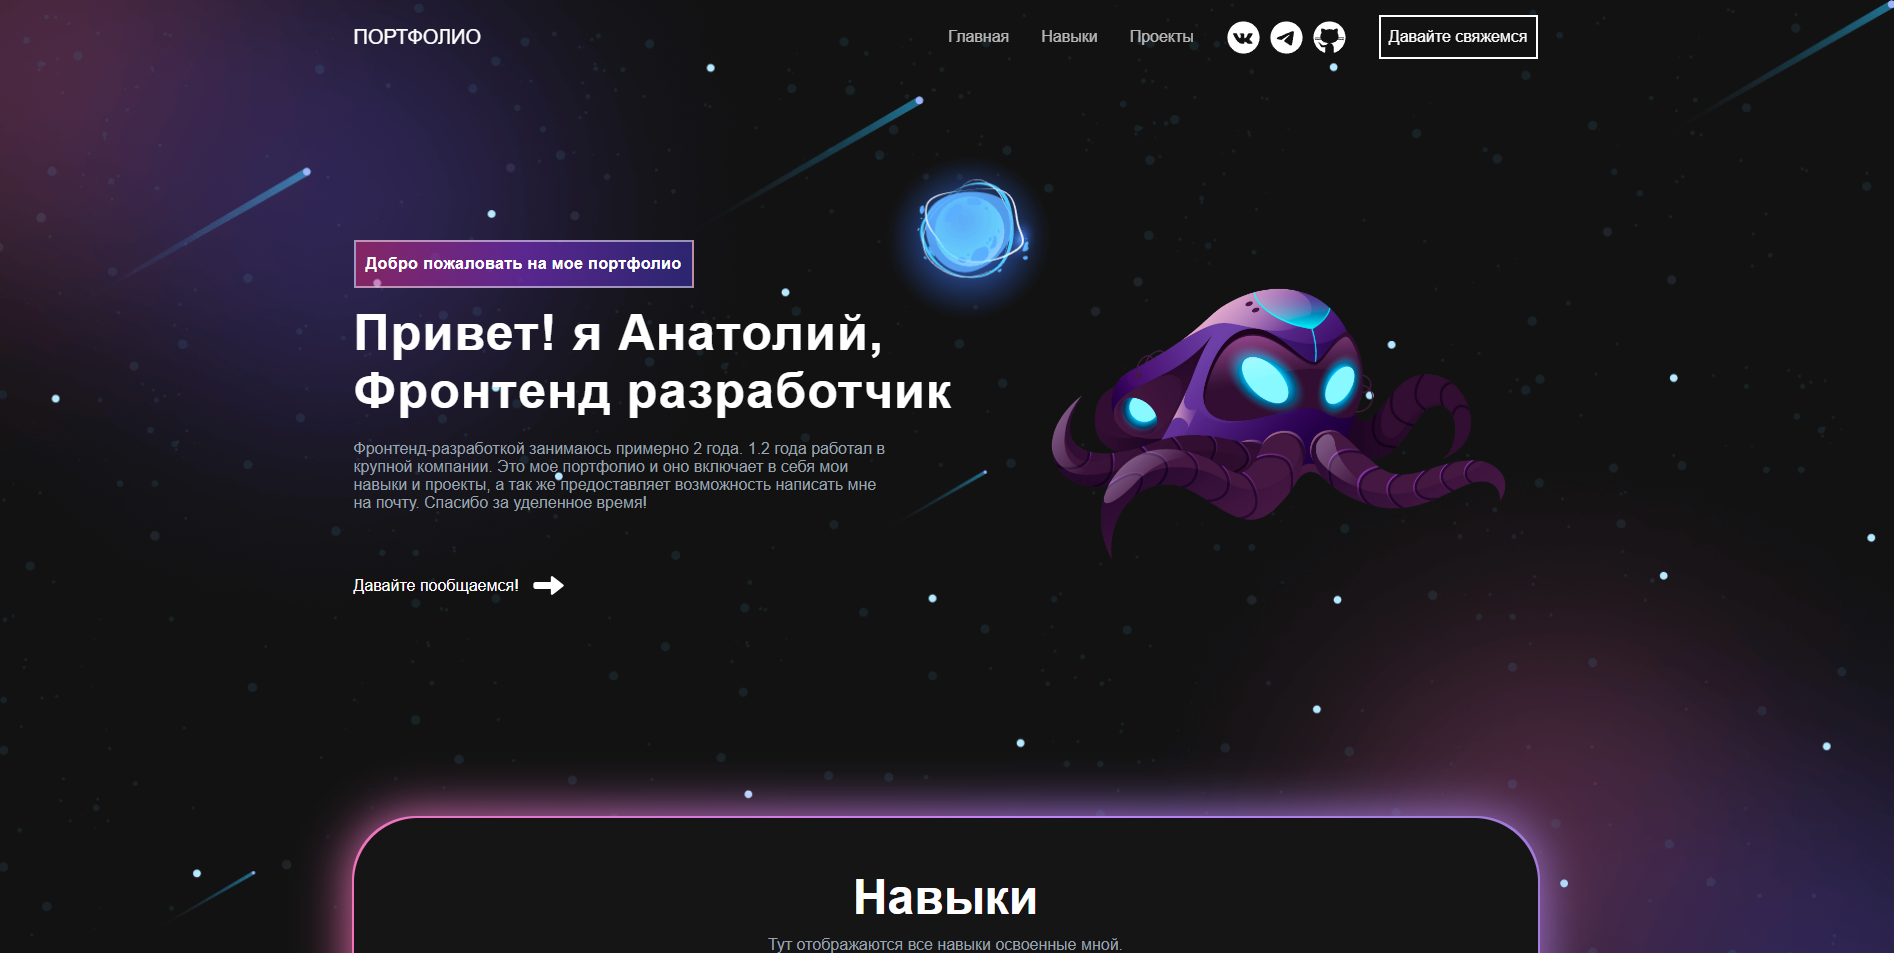 ПОРТФОЛИО
Главная
Навыки
Проекты
Давайте свяжемся
Добро пожаловать на мое портфолио
Привет! я Анатолий,
Фронтенд разработчик
Фронтенд-разработкой занимаюсь примерно 2 года. 1.2 года работал в
крупной компании. Это мое портфолио и оно включает в себя мои
навыки и проекты, а так же предоставляет возможность написать мне
на почту. Спасибо за уделенное время!
Давайте пообщаемся!
Навыки
Тут отображаются все навыки освоенные мной.